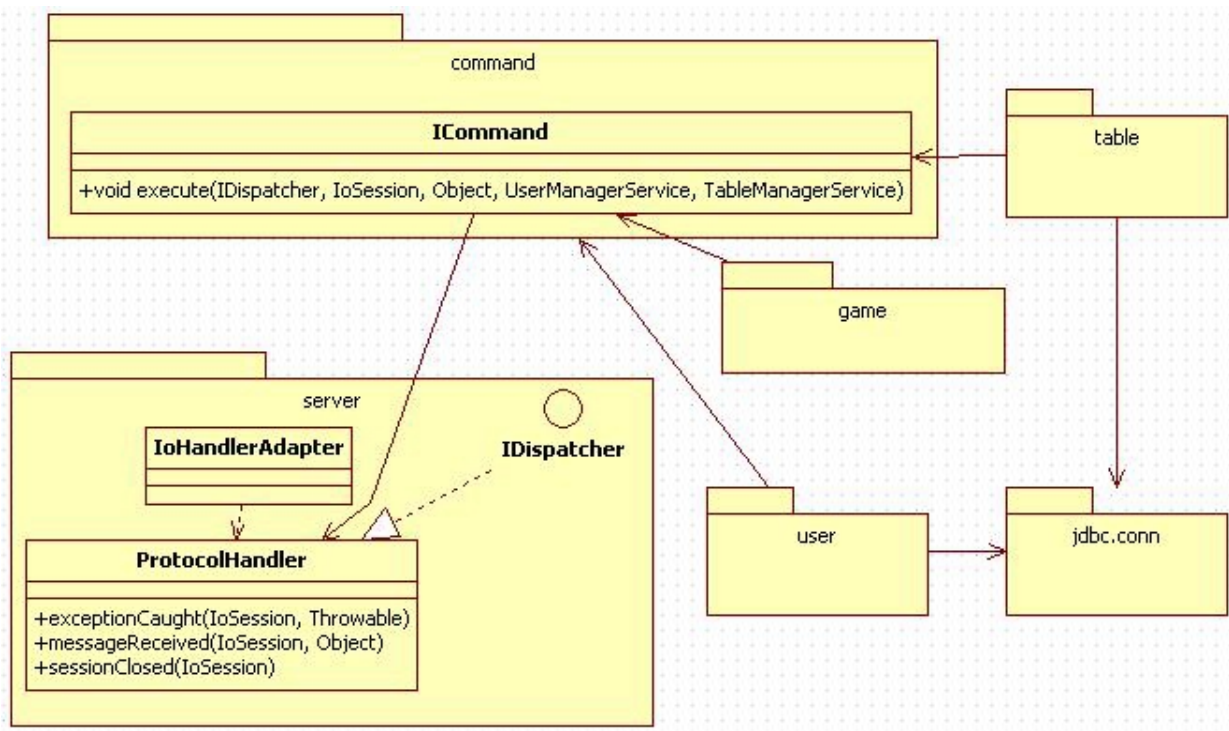 command
ICommand
+void execute(IDispatcher, IoSession, Object, UserManagerService, TableManagerService)
table
game
server
IoHandlerAdapter
IDispatcher
ProtocolHandler
+exceptionCaught(IoSession, Throwable)
+messageReceived(IoSession, Object)
+sessionClosed(IoSession)
user
jdbc.conn